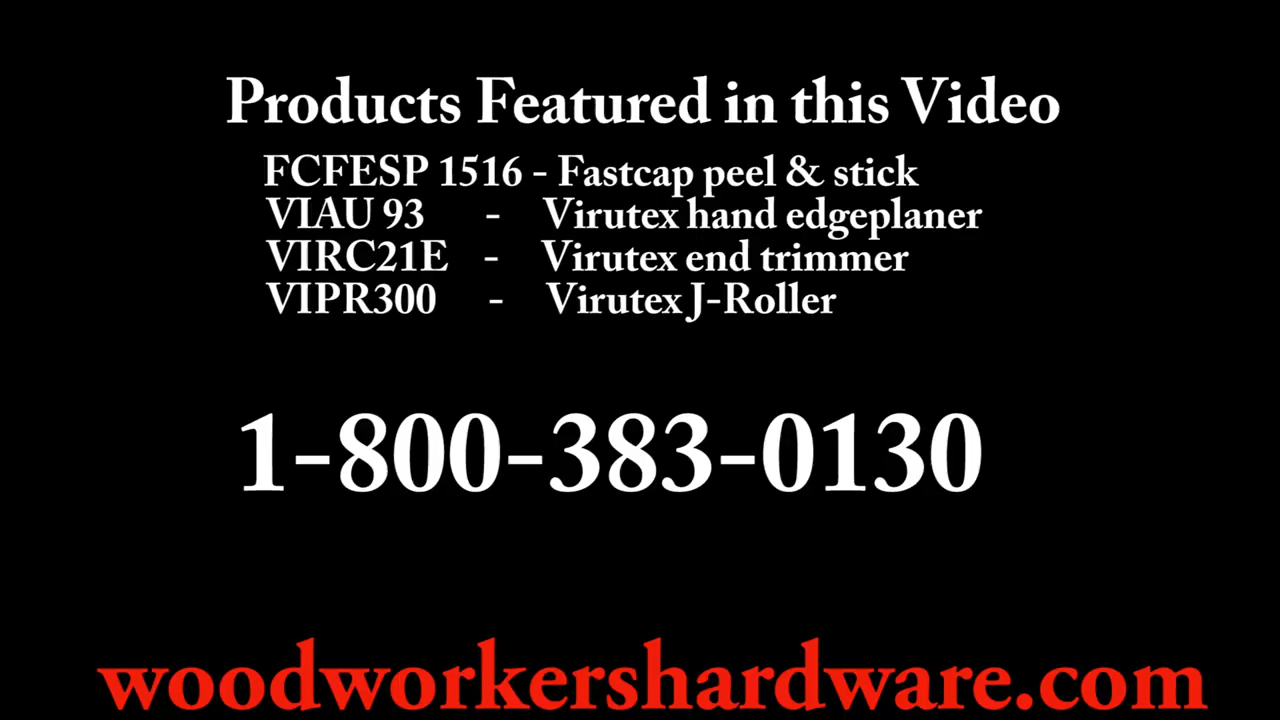 Products Featured in this Video
FCFESP 1516 - Fastcap peel & stick
VIAU 93 - Virutex hand edgeplaner
VIRC21E - Virutex end trimmer
VIPR300 - Virutex J-Roller
1-800-383-0130
woodworkershardware.com